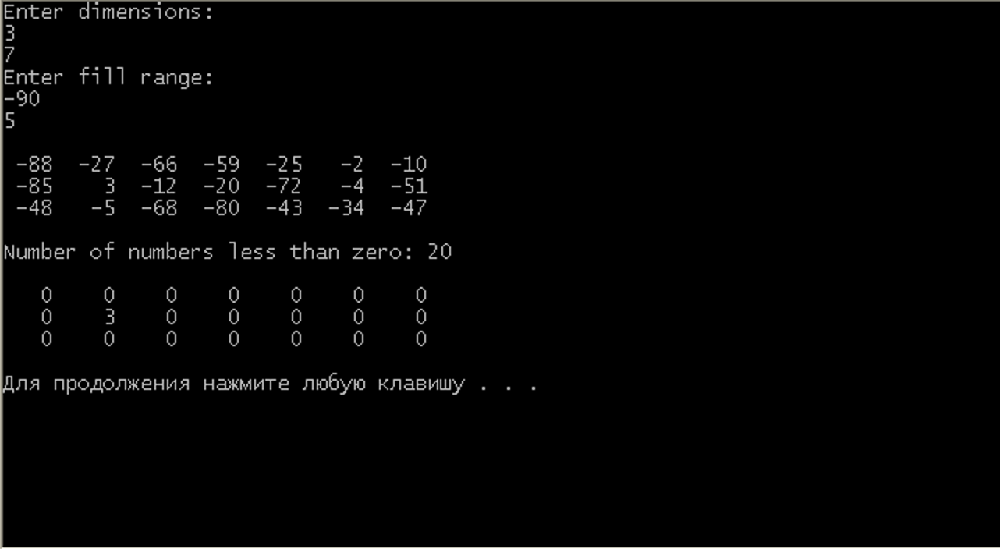 Enter dimensions:
3
7
Enter fill range:
-90
5
-88 -27 -66 -59 -25 -2 -10
-85 3 -12 -20 -72 -4 -51
-48 -5 -68 -80 -43 -34 -47
Number of numbers less than zero: 20
0 0 0 0 0 0 0
0 3 0 0 0 0 0
0 0 0 0 0 0 0
Для продолжения нажмите любую клавишу . . .